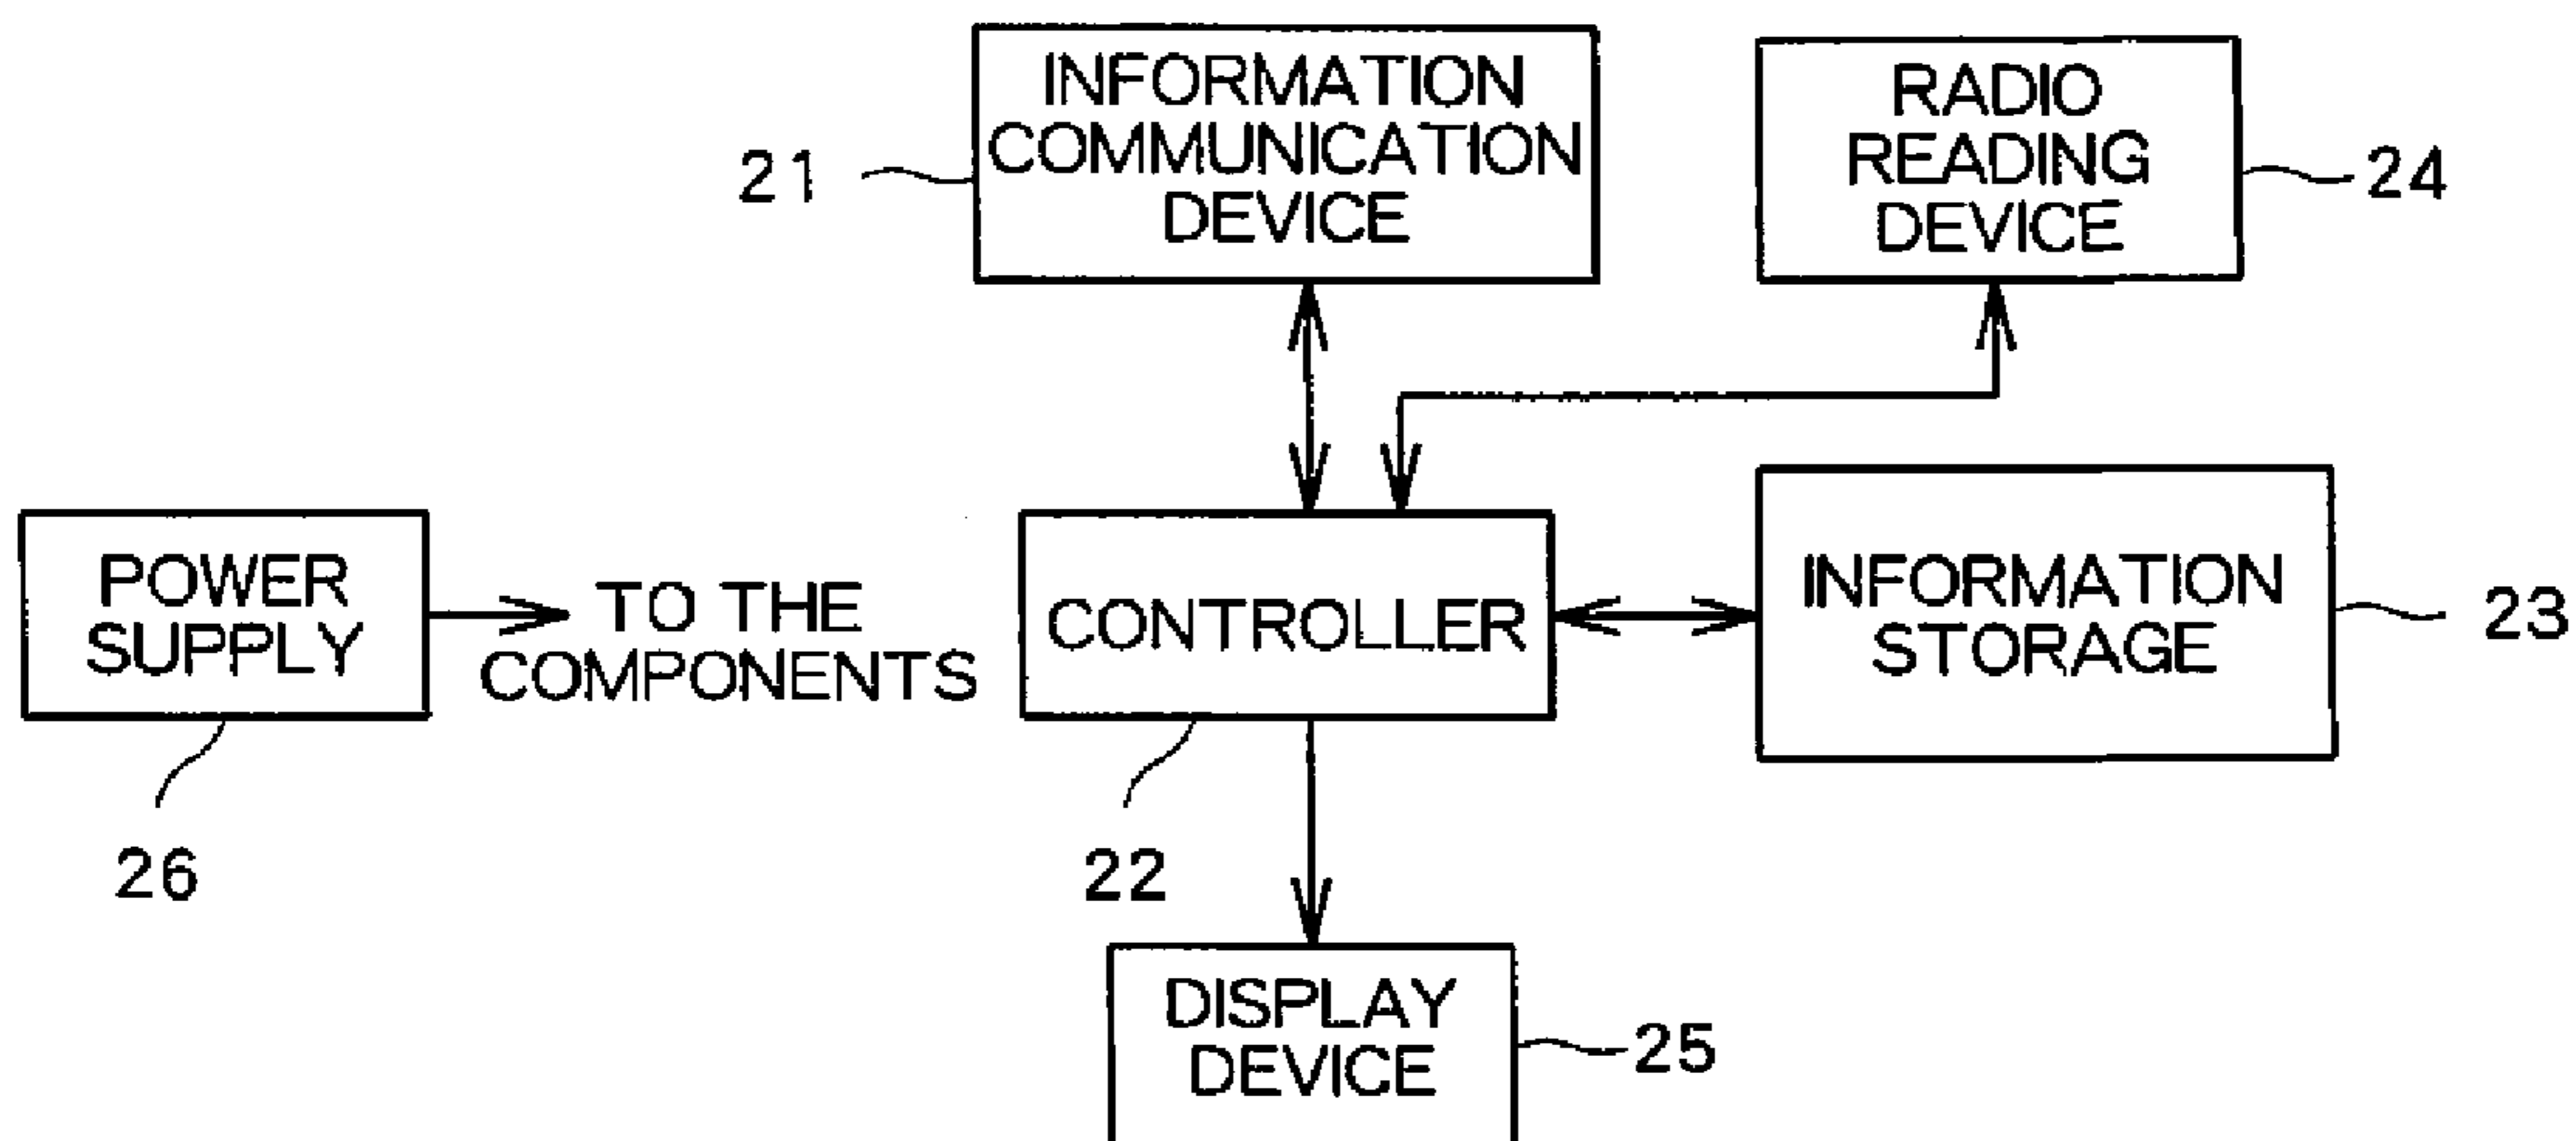 INFORMATION
COMMUNICATION
DEVICE
21
RADIO
READING
DEVICE
24
POWER
SUPPLY
26
TO THE
COMPONENTS
CONTROLLER
22
INFORMATION
STORAGE
23
DISPLAY
DEVICE
25